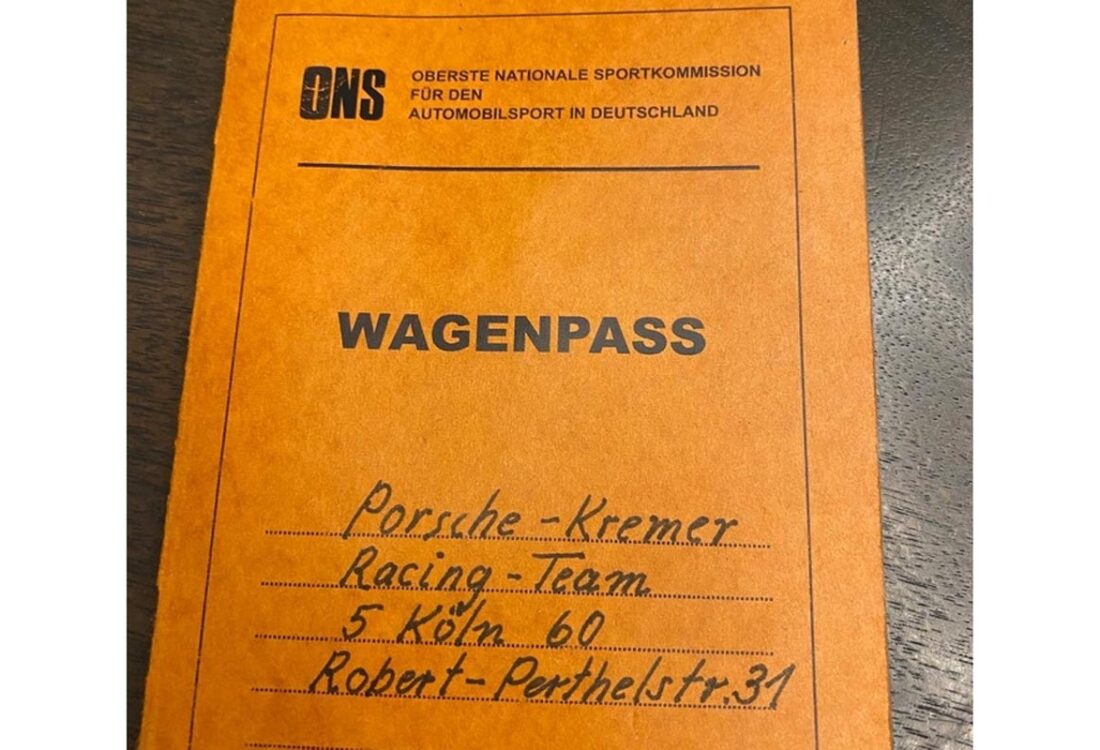 ONS
OBERSTE NATIONALE SPORTKOMMISSION
FÜR DEN
AUTOMOBILSPORT IN DEUTSCHLAND
WAGENPASS
Porsche-Kremer
Racing-Team
5 Köln 60
Robert-Perthelstr.31